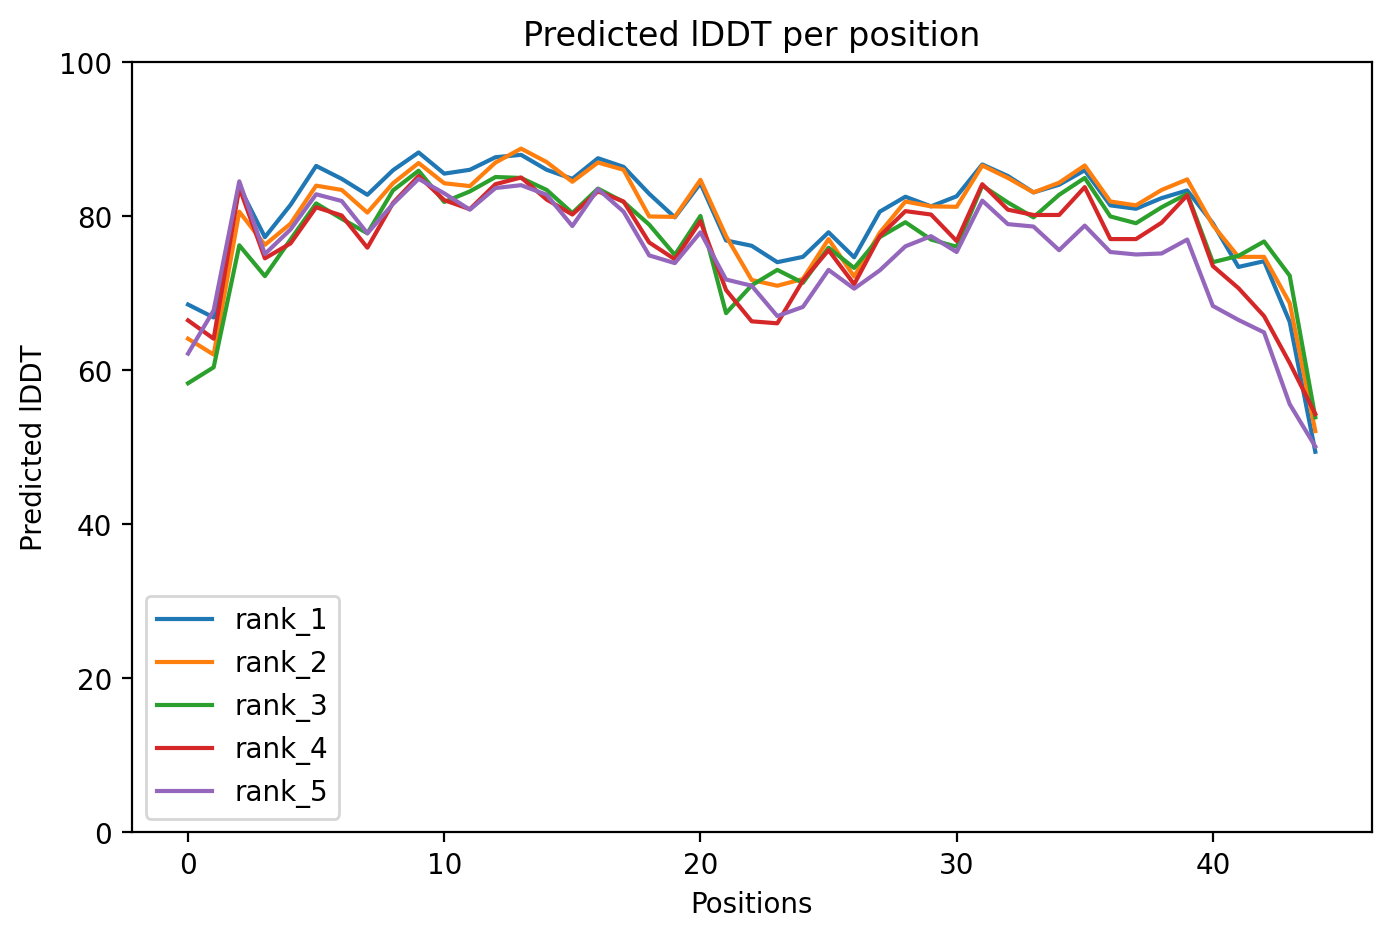 Predicted lDDT per position
100
80
60
40
20
0
Predicted lDDT
rank_1
rank_2
rank_3
rank_4
rank_5
0 10 20 30 40
Positions